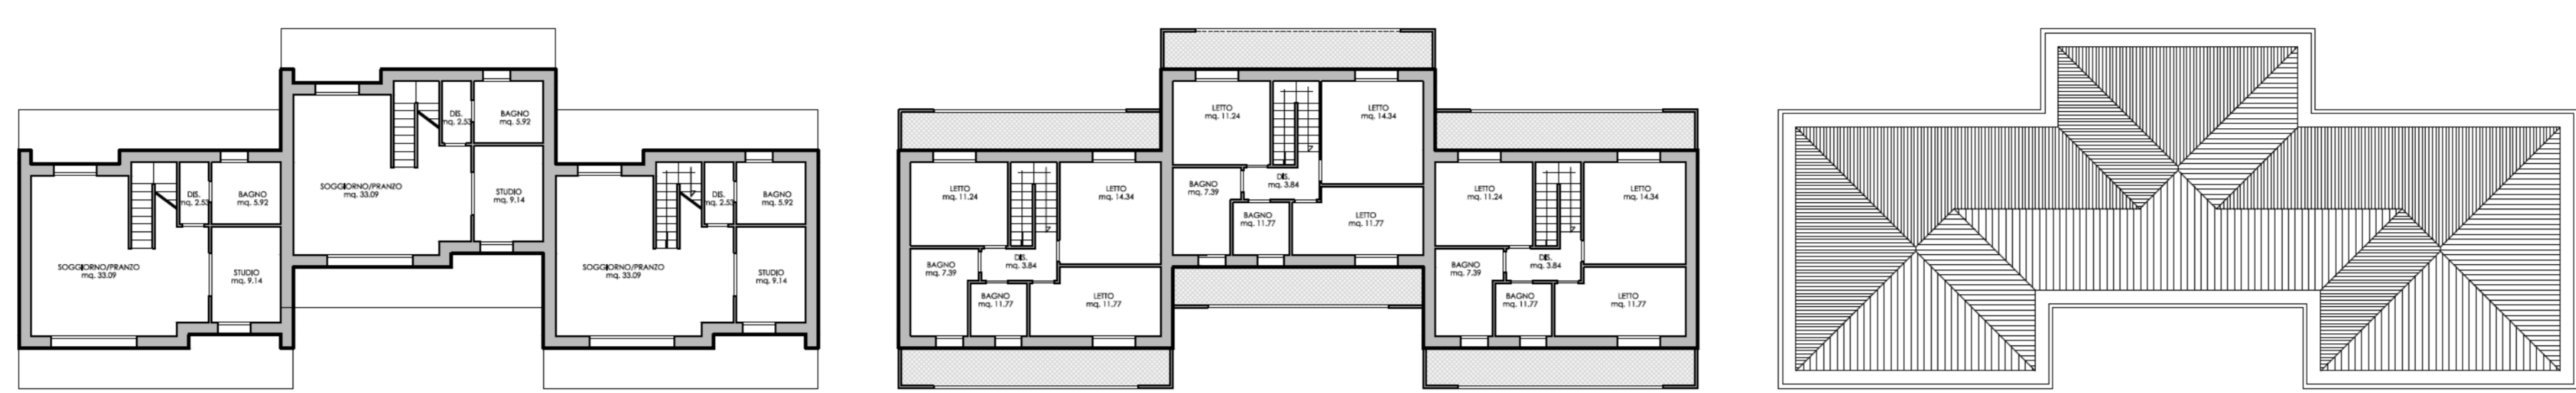 SOGGIORNO/PRANZO
mq. 33.09
DIS.
mq. 2.53
BAGNO
mq. 5.92
STUDIO
mq. 9.14
SOGGIORNO/PRANZO
mq. 33.09
DIS.
mq. 2.53
BAGNO
mq. 5.92
STUDIO
mq. 9.14
SOGGIORNO/PRANZO
mq. 33.09
DIS.
mq. 2.53
BAGNO
mq. 5.92
STUDIO
mq. 9.14
LETTO
mq. 11.24
LETTO
mq. 14.34
BAGNO
mq. 7.39
DIS.
mq. 3.84
BAGNO
mq. 11.77
LETTO
mq. 11.77
LETTO
mq. 11.24
LETTO
mq. 14.34
BAGNO
mq. 7.39
DIS.
mq. 3.84
BAGNO
mq. 11.77
LETTO
mq. 11.77
LETTO
mq. 11.24
LETTO
mq. 14.34
BAGNO
mq. 7.39
DIS.
mq. 3.84
BAGNO
mq. 11.77
LETTO
mq. 11.77